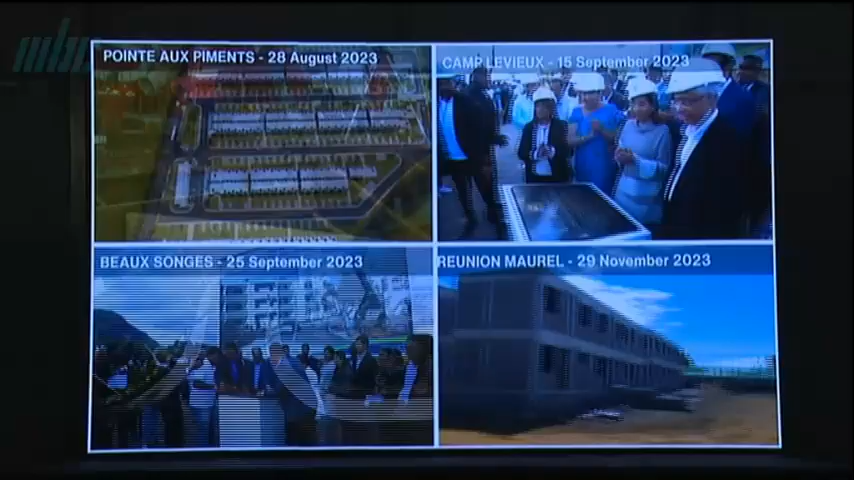 mbc
POINTE AUX PIMENTS - 28 August 2023
CAMP LEVIEUX - 15 September 2023
BEAUX SONGES - 25 September 2023
REUNION MAUREL - 29 November 2023